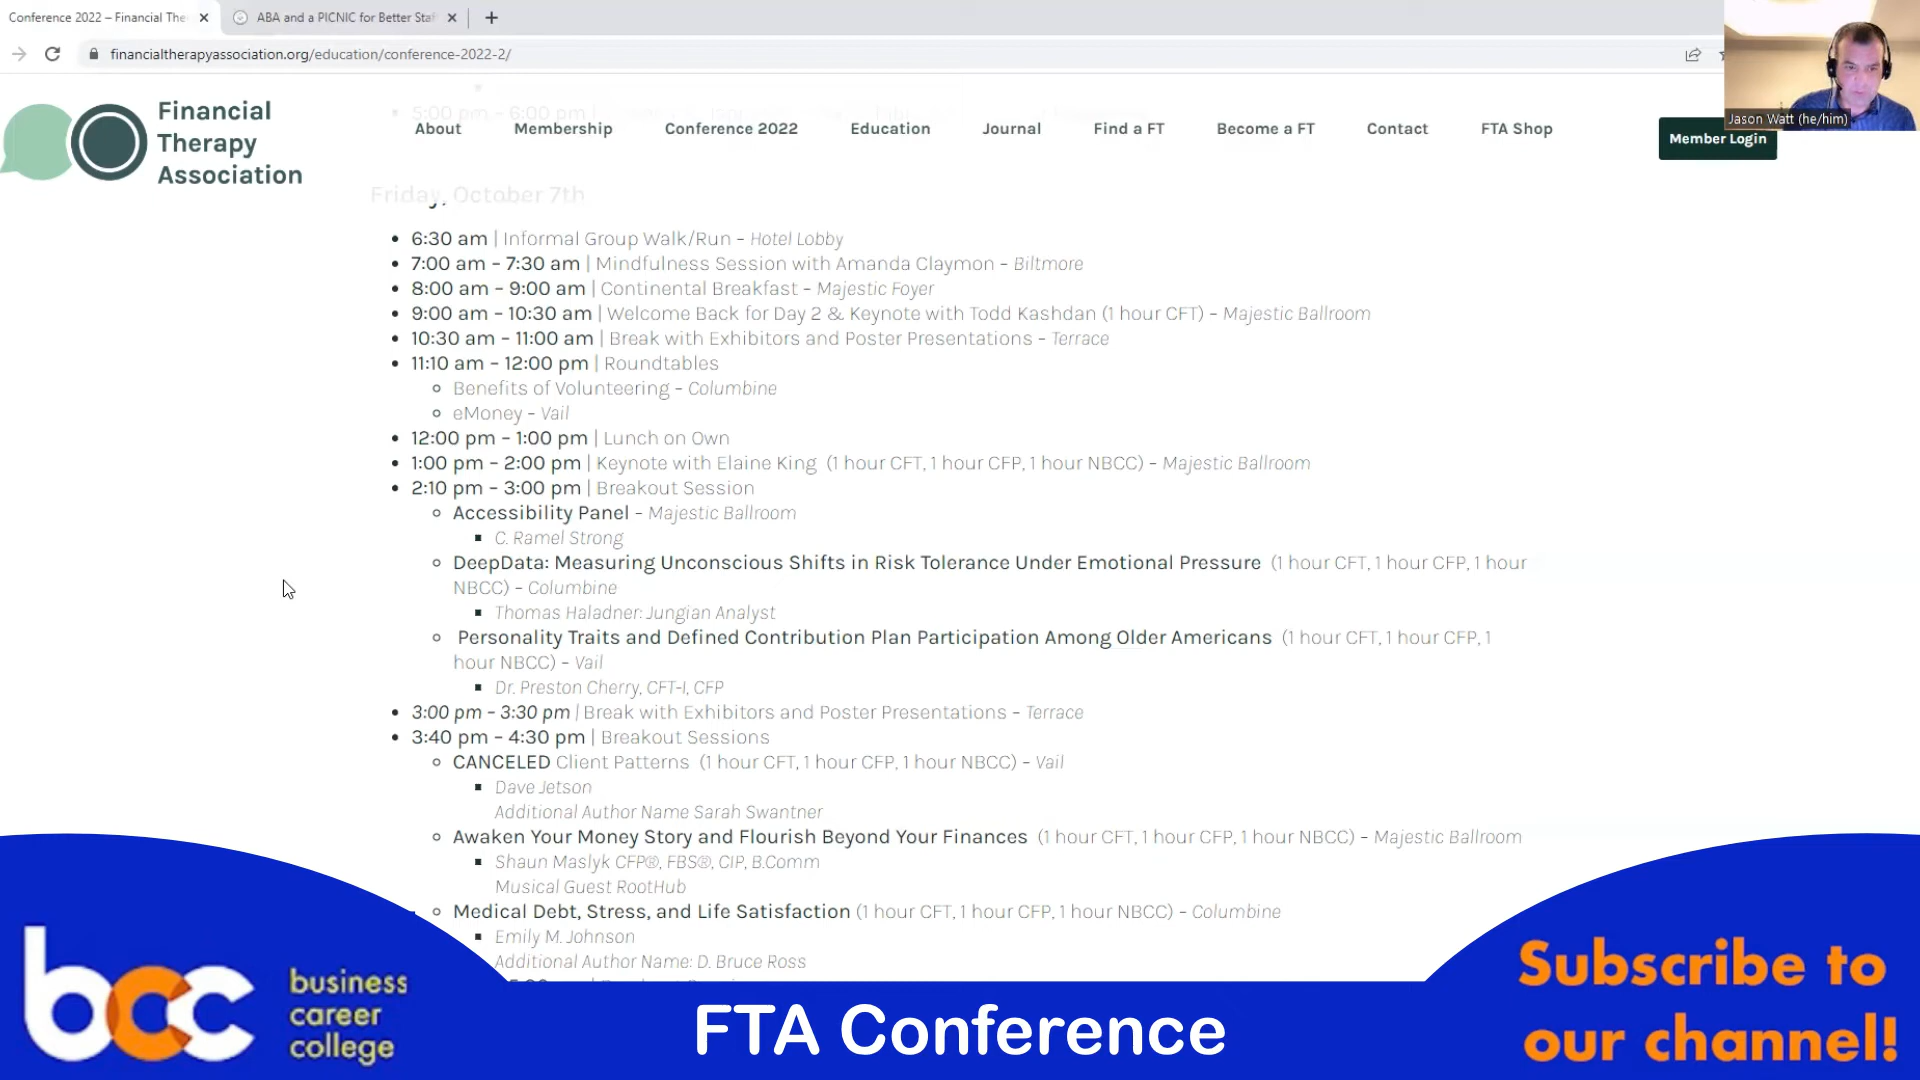 Conference 2022 – Financial The
ABA and a PICNIC for Better Staf
financialtherapyassociation.org/education/conference-2022-2/
Jason Watt (he/him)
Financial
Therapy
Association
5:00 pm – 6:00 pm |
About
Membership
Conference 2022
Education
Journal
Find a FT
Become a FT
Contact
FTA Shop
Member Login
Friday, October 7th
6:30 am | Informal Group Walk/Run – Hotel Lobby
7:00 am – 7:30 am | Mindfulness Session with Amanda Claymon – Biltmore
8:00 am – 9:00 am | Continental Breakfast – Majestic Foyer
9:00 am – 10:30 am | Welcome Back for Day 2 & Keynote with Todd Kashdan (1 hour CFT) – Majestic Ballroom
10:30 am – 11:00 am | Break with Exhibitors and Poster Presentations – Terrace
11:10 am – 12:00 pm | Roundtables
Benefits of Volunteering – Columbine
eMoney – Vail
12:00 pm – 1:00 pm | Lunch on Own
1:00 pm – 2:00 pm | Keynote with Elaine King (1 hour CFT, 1 hour CFP, 1 hour NBCC) – Majestic Ballroom
2:10 pm – 3:00 pm | Breakout Session
Accessibility Panel – Majestic Ballroom
C. Ramel Strong
DeepData: Measuring Unconscious Shifts in Risk Tolerance Under Emotional Pressure (1 hour CFT, 1 hour CFP, 1 hour
NBCC) – Columbine
Thomas Haladner: Jungian Analyst
Personality Traits and Defined Contribution Plan Participation Among Older Americans (1 hour CFT, 1 hour CFP, 1
hour NBCC) – Vail
Dr. Preston Cherry, CFT-I, CFP
3:00 pm – 3:30 pm | Break with Exhibitors and Poster Presentations – Terrace
3:40 pm – 4:30 pm | Breakout Sessions
CANCELED Client Patterns (1 hour CFT, 1 hour CFP, 1 hour NBCC) – Vail
Dave Jetson
Additional Author Name Sarah Swantner
Awaken Your Money Story and Flourish Beyond Your Finances (1 hour CFT, 1 hour CFP, 1 hour NBCC) – Majestic Ballroom
Shaun Maslyk CFP®, FBS®, CIP, B.Comm
Musical Guest RootHub
Medical Debt, Stress, and Life Satisfaction (1 hour CFT, 1 hour CFP, 1 hour NBCC) – Columbine
Emily M. Johnson
Additional Author Name: D. Bruce Ross
bcc
business
career
college
FTA Conference
Subscribe to
our channel!